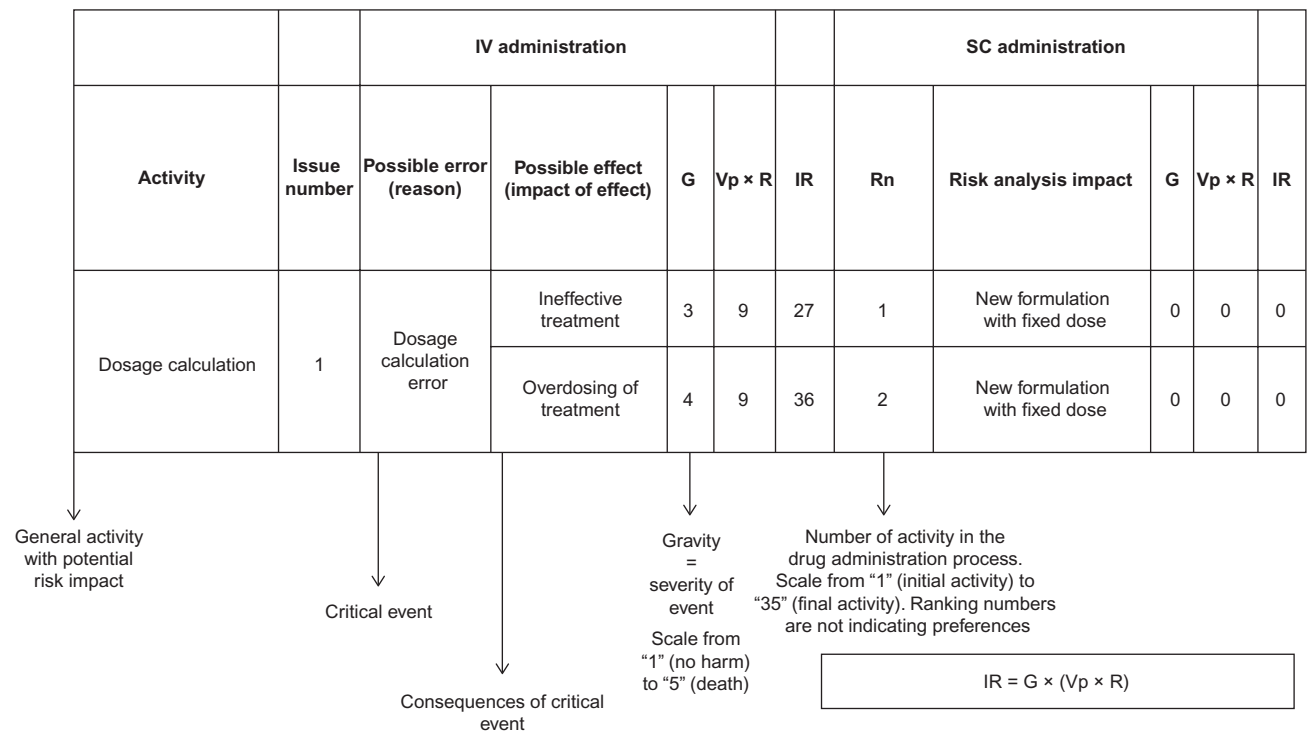 IV administration
SC administration
Activity
Issue
number
Possible error
(reason)
Possible effect
(impact of effect)
G
Vp × R
IR
Rn
Risk analysis impact
G
Vp × R
IR
Dosage calculation
1
Dosage
calculation
error
Ineffective
treatment
3
9
27
1
New formulation
with fixed dose
0
0
0
Overdosing of
treatment
4
9
36
2
New formulation
with fixed dose
0
0
0
General activity
with potential
risk impact
Critical event
Consequences of critical
event
Gravity
=
severity of
event
Scale from
“1” (no harm)
to “5” (death)
Number of activity in the
drug administration process.
Scale from “1” (initial activity) to
“35” (final activity). Ranking numbers
are not indicating preferences
IR = G × (Vp × R)